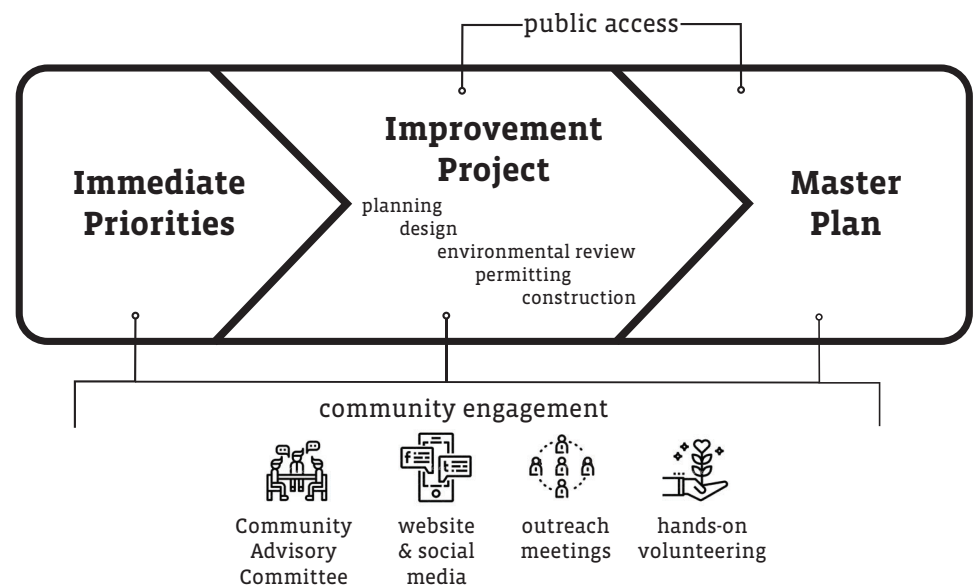 public access
Immediate
Priorities
Improvement
Project
planning
design
environmental review
permitting
construction
Master
Plan
community engagement
f
t
Community
Advisory
Committee
website
& social
media
outreach
meetings
hands-on
volunteering